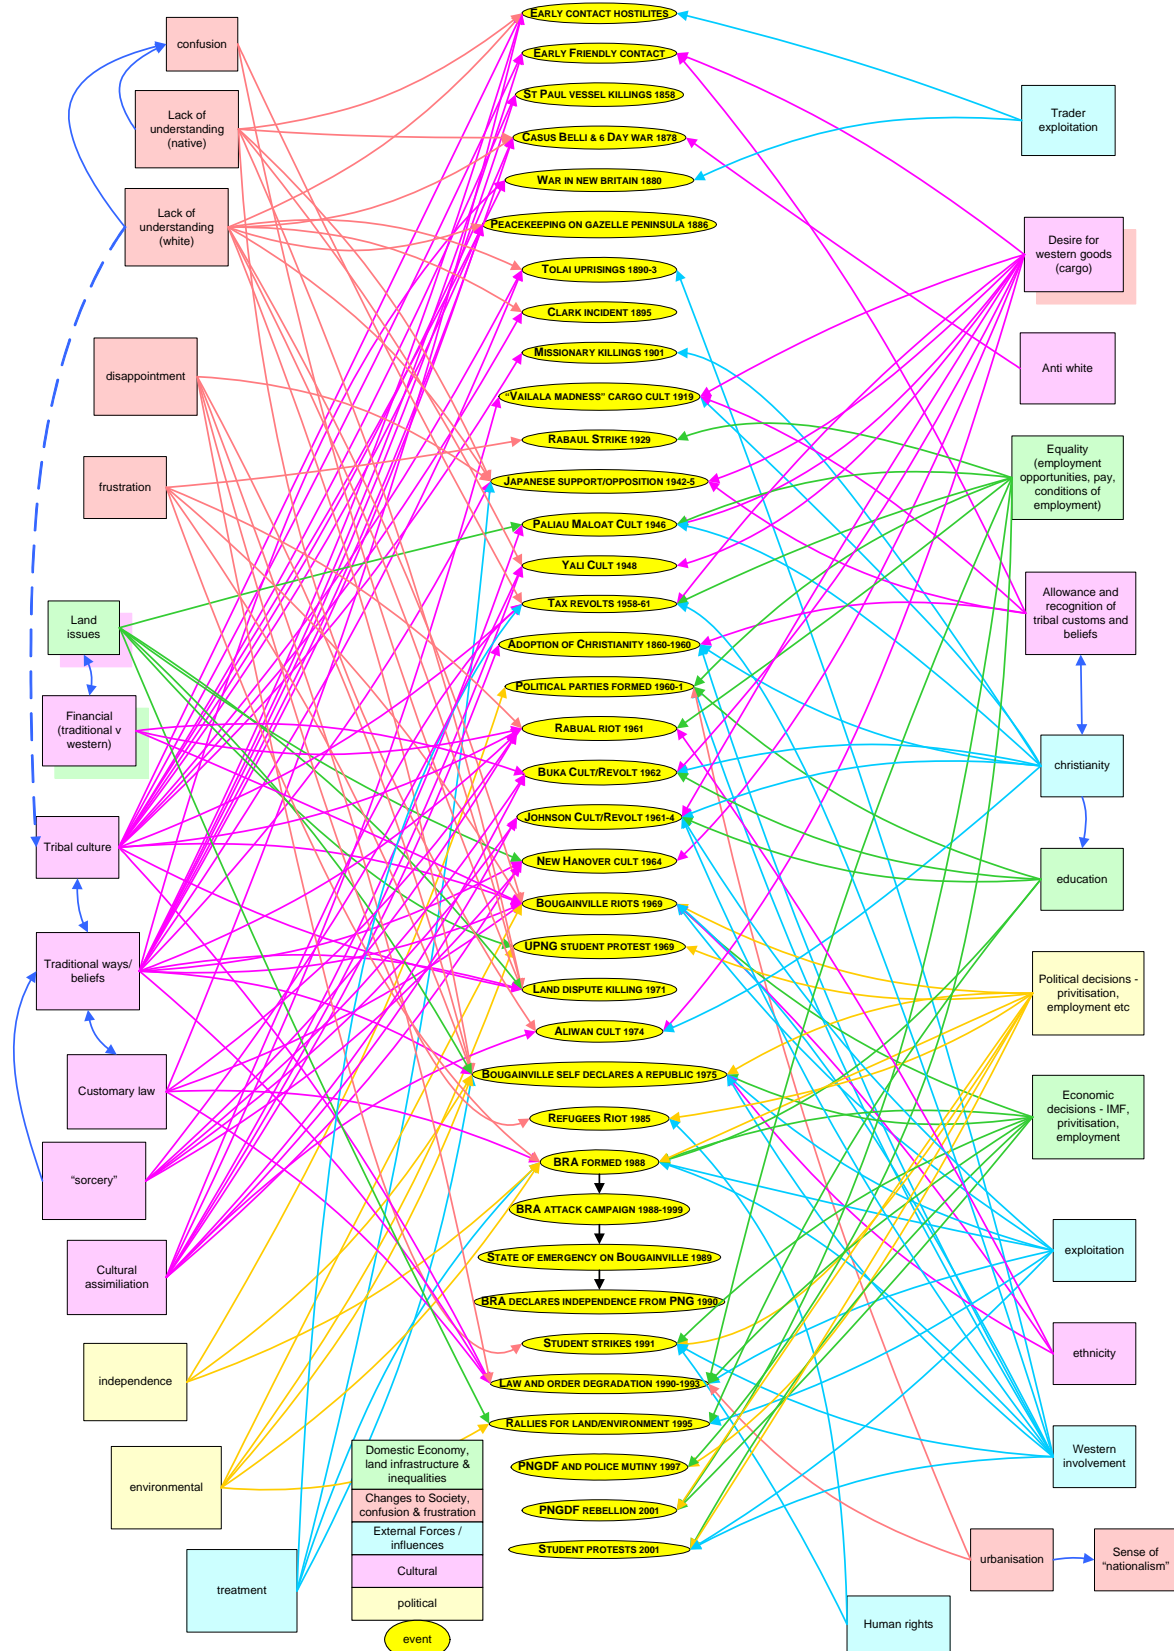 EARLY CONTACT HOSTILITES
EARLY FRIENDLY CONTACT
ST PAUL VESSEL KILLINGS 1858
CASUS BELLI & 6 DAY WAR 1878
WAR IN NEW BRITAIN 1880
PEACEKEEPING ON GAZELLE PENINSULA 1886
TOLAI UPRISINGS 1890-3
CLARK INCIDENT 1895
MISSIONARY KILLINGS 1901
"VAILALA MADNESS" CARGO CULT 1919
RABAUL STRIKE 1929
JAPANESE SUPPORT/OPPOSITION 1942-5
PALIAU MALOAT CULT 1946
YALI CULT 1948
TAX REVOLTS 1958-61
ADOPTION OF CHRISTIANITY 1860-1960
POLITICAL PARTIES FORMED 1960-1
RABUAL RIOT 1961
BUKA CULT/REVOLT 1962
JOHNSON CULT/REVOLT 1961-4
NEW HANOVER CULT 1964
BOUGAINVILLE RIOTS 1969
UPNG STUDENT PROTEST 1969
LAND DISPUTE KILLING 1971
ALIWAN CULT 1974
BOUGAINVILLE SELF DECLARES A REPUBLIC 1975
REFUGEES RIOT 1985
BRA FORMED 1988
BRA ATTACK CAMPAIGN 1988-1999
STATE OF EMERGENCY ON BOUGAINVILLE 1989
BRA DECLARES INDEPENDENCE FROM PNG 1990
STUDENT STRIKES 1991
LAW AND ORDER DEGRADATION 1990-1993
RALLIES FOR LAND/ENVIRONMENT 1995
PNGDF AND POLICE MUTINY 1997
PNGDF REBELLION 2001
STUDENT PROTESTS 2001
confusion
Lack of
understanding
(native)
Lack of
understanding
(white)
disappointment
frustration
Land
issues
Financial
(traditional v
western)
Tribal culture
Traditional ways/
beliefs
Customary law
"sorcery"
Cultural
assimiliation
independence
environmental
treatment
Trader
exploitation
Desire for
western goods
(cargo)
Anti white
Equality
(employment
opportunities, pay,
conditions of
employment)
Allowance and
recognition of
tribal customs and
beliefs
christianity
education
Political decisions -
privitisation,
employment etc
Economic
decisions - IMF,
privitisation,
employment
exploitation
ethnicity
Western
involvement
urbanisation
Sense of
"nationalism"
Human rights
Domestic Economy,
land infrastructure &
inequalities
Changes to Society,
confusion & frustration
External Forces /
influences
Cultural
political
event